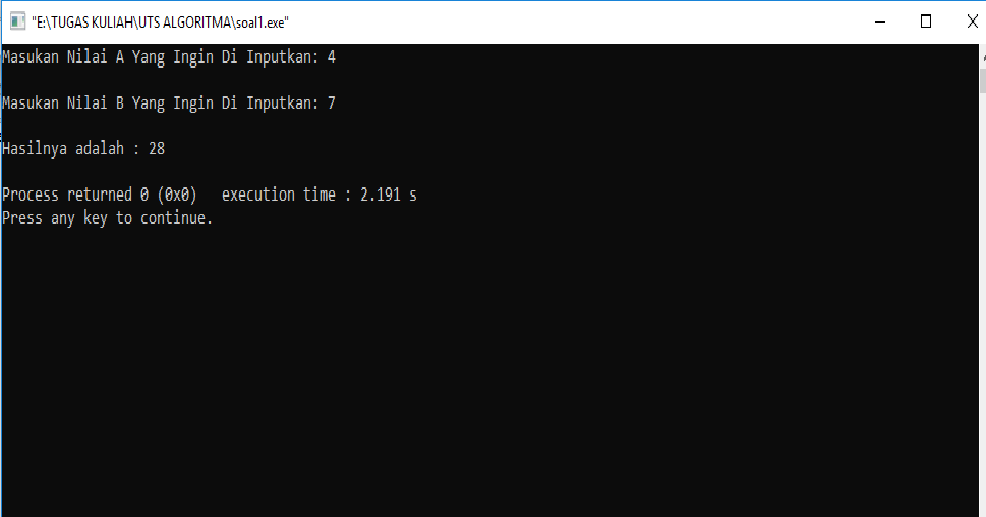 "E:\TUGAS KULIAH\UTS ALGORITMA\soal1.exe"
Masukan Nilai A Yang Ingin Di Inputkan: 4
Masukan Nilai B Yang Ingin Di Inputkan: 7
Hasilnya adalah : 28
Process returned 0 (0x0)   execution time : 2.191 s
Press any key to continue.